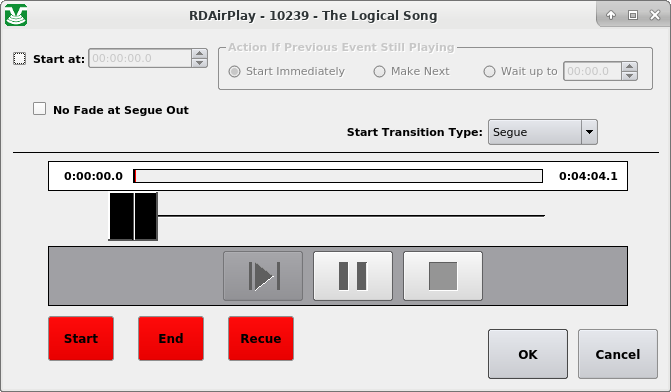 RDAirPlay - 10239 - The Logical Song
Action If Previous Event Still Playing
Start at: 00:00:00.0 Start Immediately Make Next Wait up to 00:00.0
No Fade at Segue Out
Start Transition Type: Segue
0:00:00.0 0:04:04.1
Start End Recue
OK Cancel